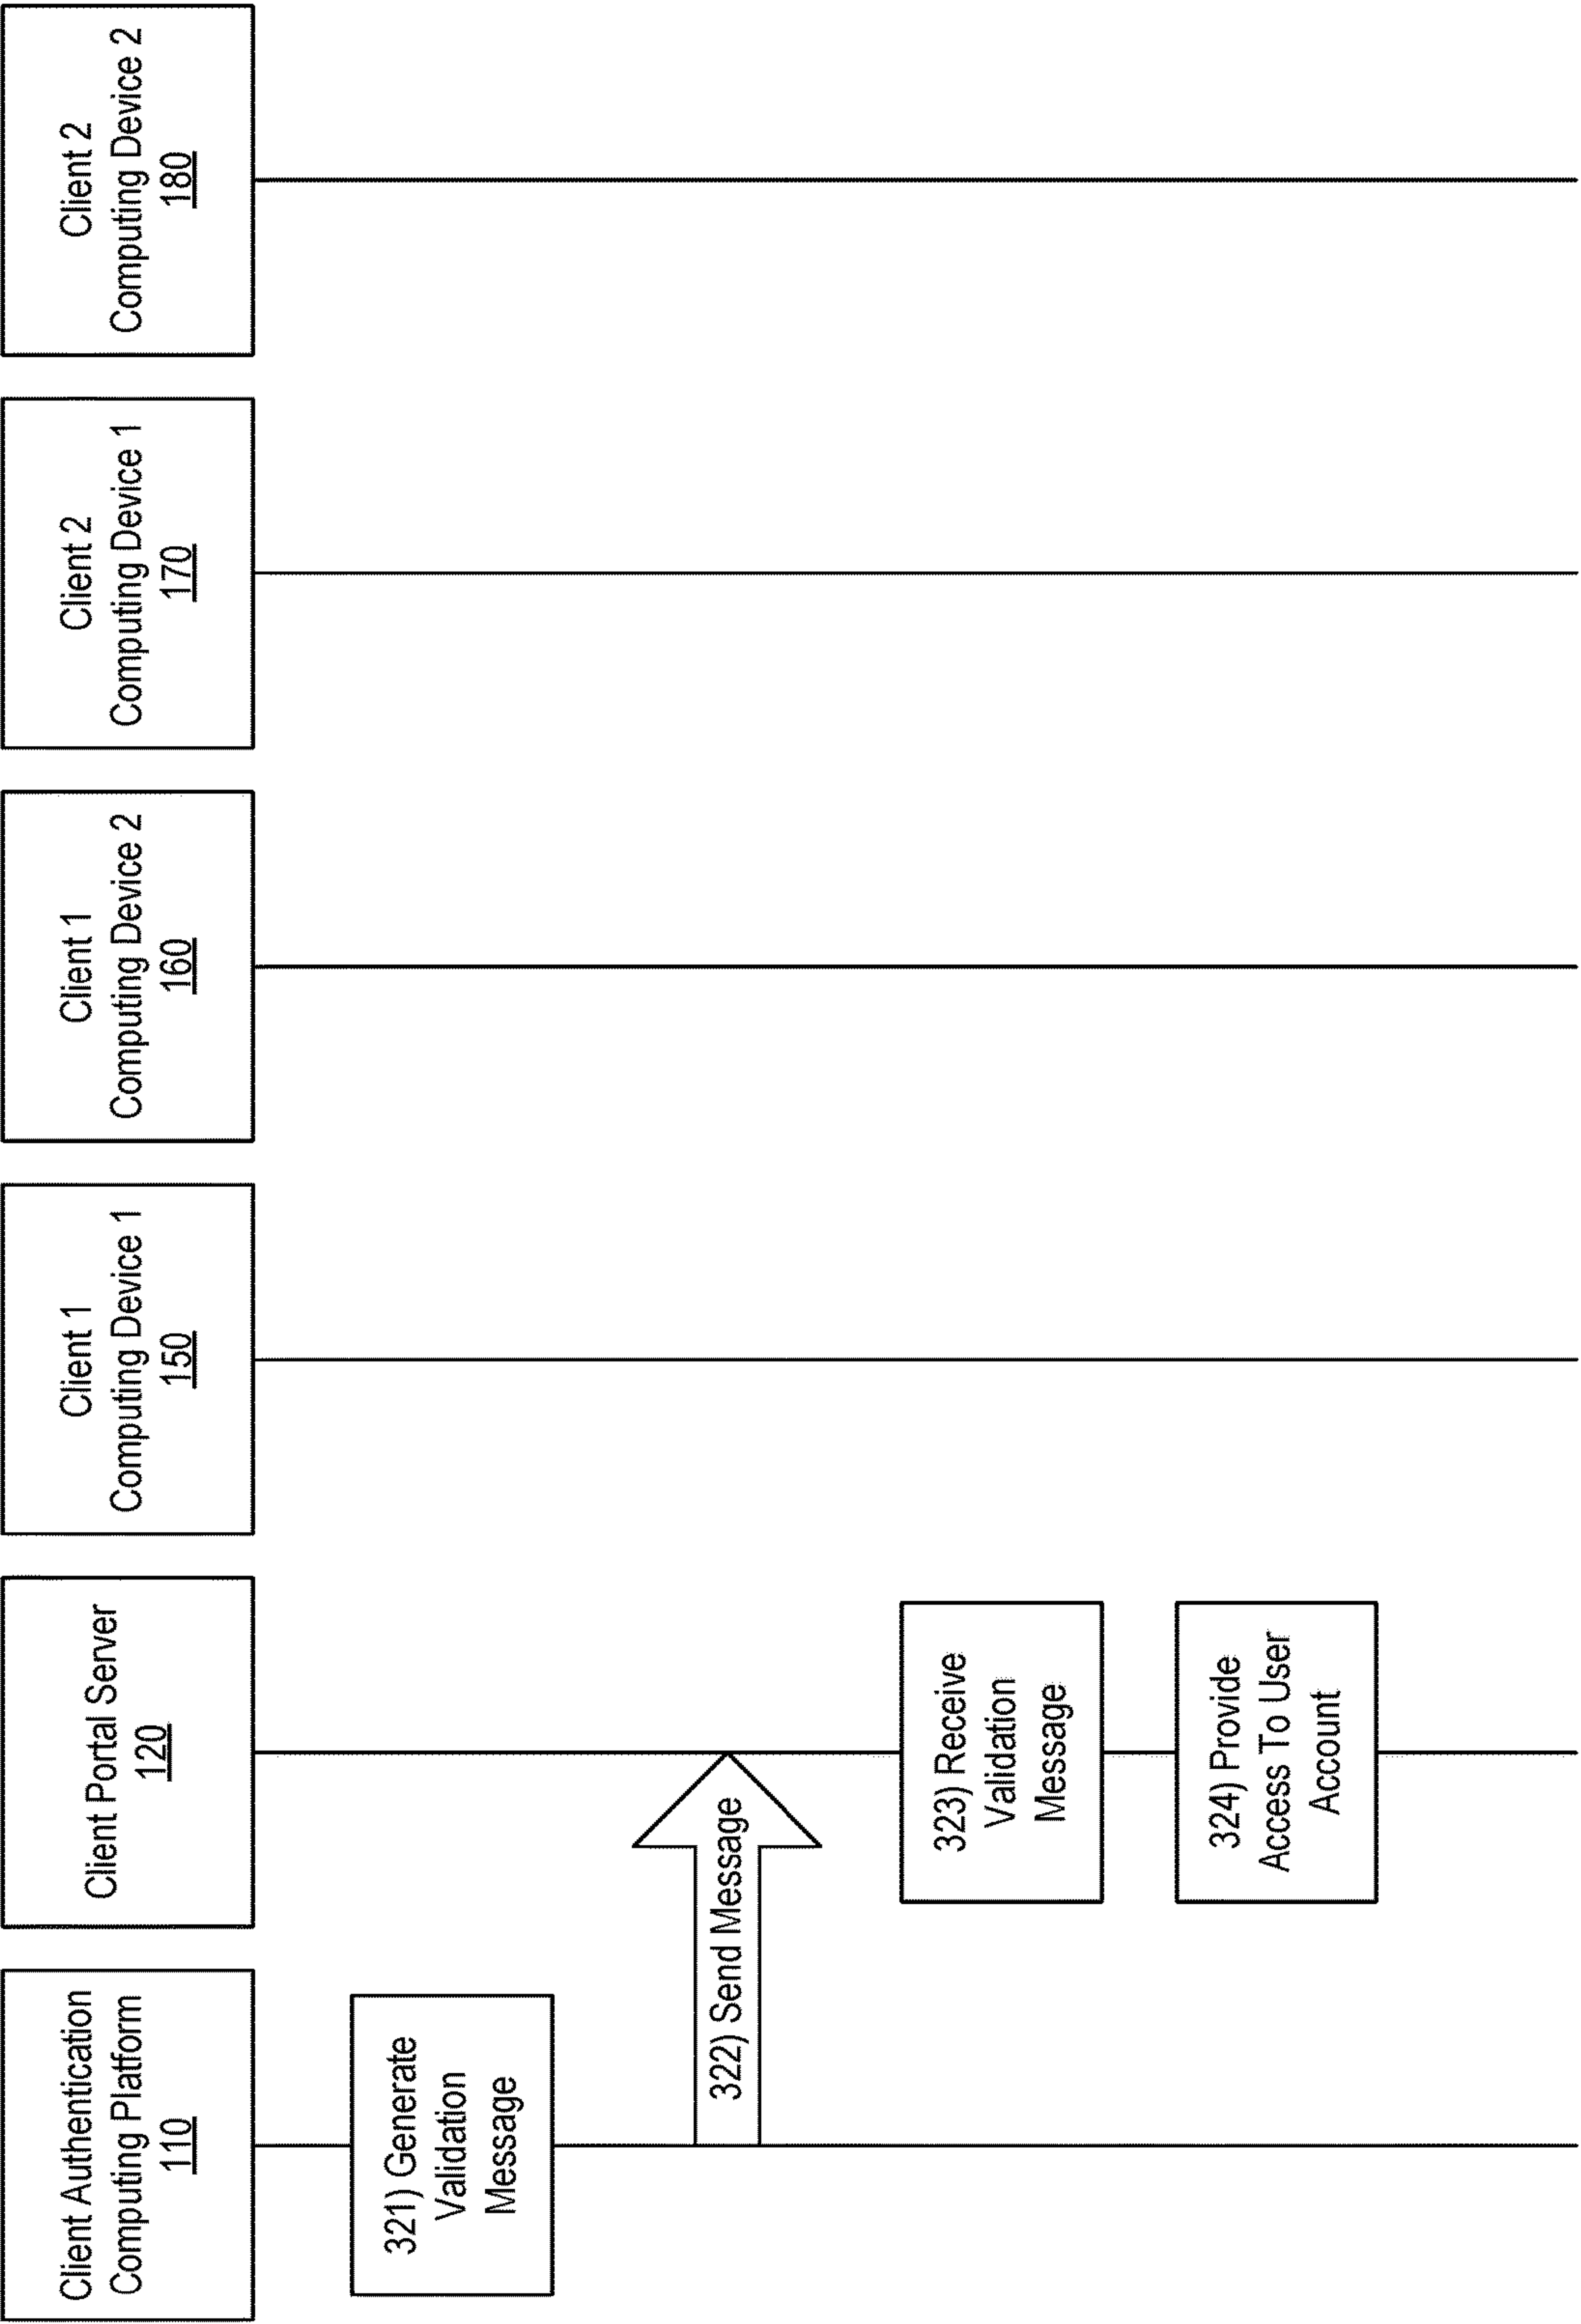 Client Authentication
Computing Platform
110
Client Portal Server
120
Client 1
Computing Device 1
150
Client 1
Computing Device 2
160
Client 2
Computing Device 1
170
Client 2
Computing Device 2
180
321) Generate
Validation
Message
322) Send Message
323) Receive
Validation
Message
324) Provide
Access To User
Account